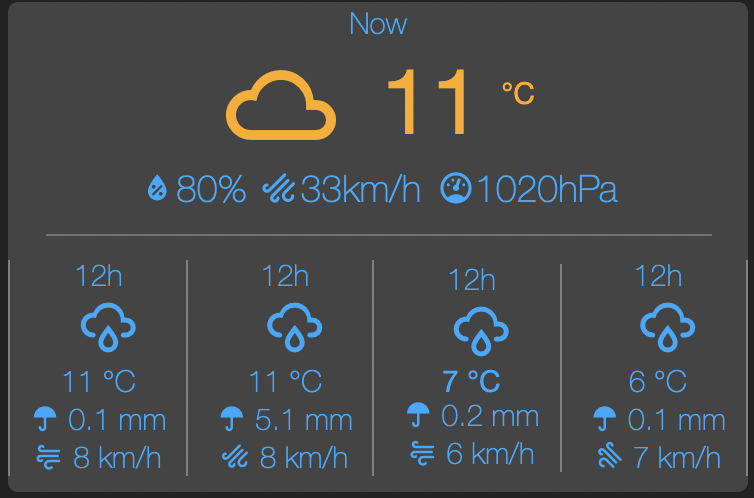 Now
11 °C
80% 33km/h 1020hPa
12h
11 °C
0.1 mm
8 km/h
12h
11 °C
5.1 mm
8 km/h
12h
7 °C
0.2 mm
6 km/h
12h
6 °C
0.1 mm
7 km/h